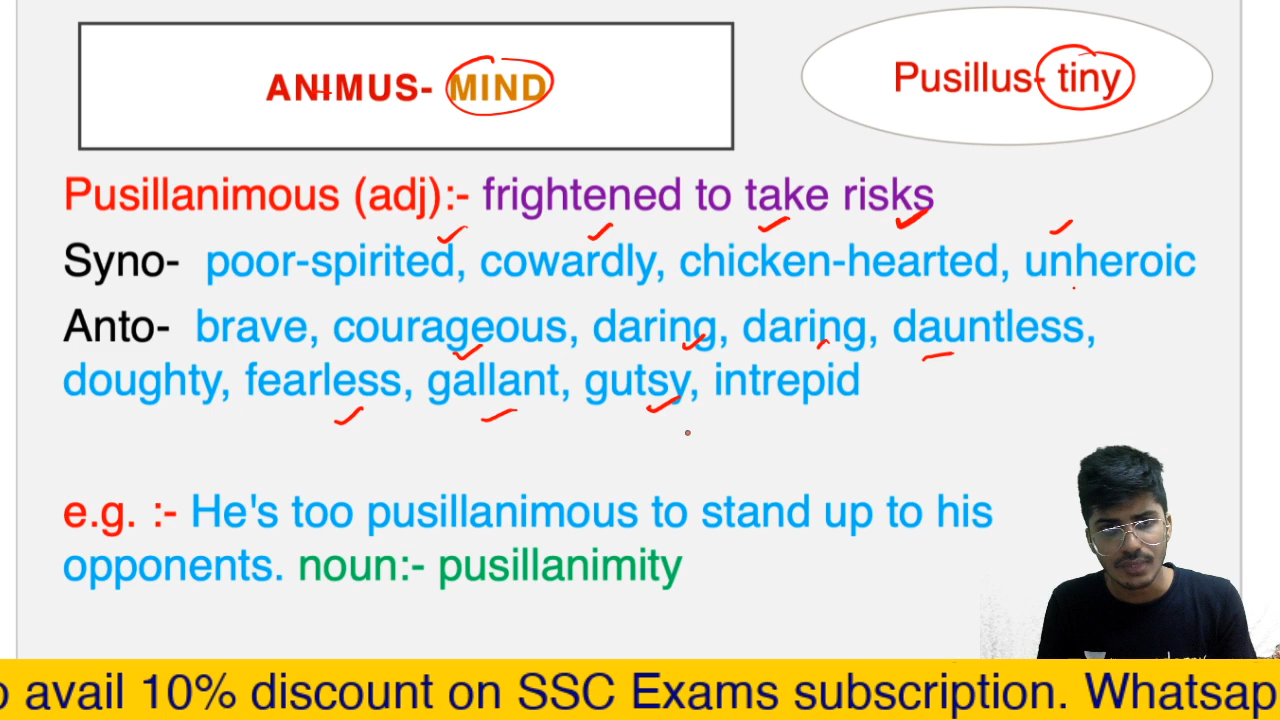 ANIMUS- MIND
Pusillus- tiny
Pusillanimous (adj):- frightened to take risks
Syno- poor-spirited, cowardly, chicken-hearted, unheroic
Anto- brave, courageous, daring, daring, dauntless,
doughty, fearless, gallant, gutsy, intrepid
e.g. :- He's too pusillanimous to stand up to his
opponents. noun:- pusillanimity
avail 10% discount on SSC Exams subscription. Whatsap